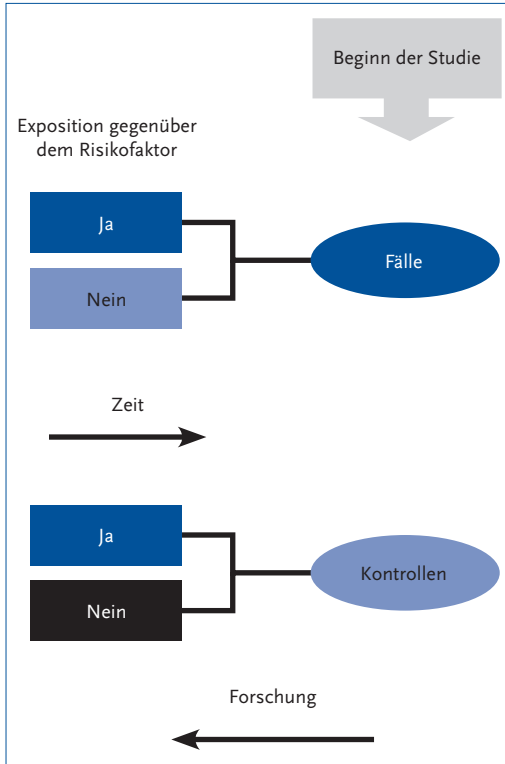 Beginn der Studie
Exposition gegenüber
dem Risikofaktor
Ja
Fälle
Nein
Zeit
Ja
Kontrollen
Nein
Forschung